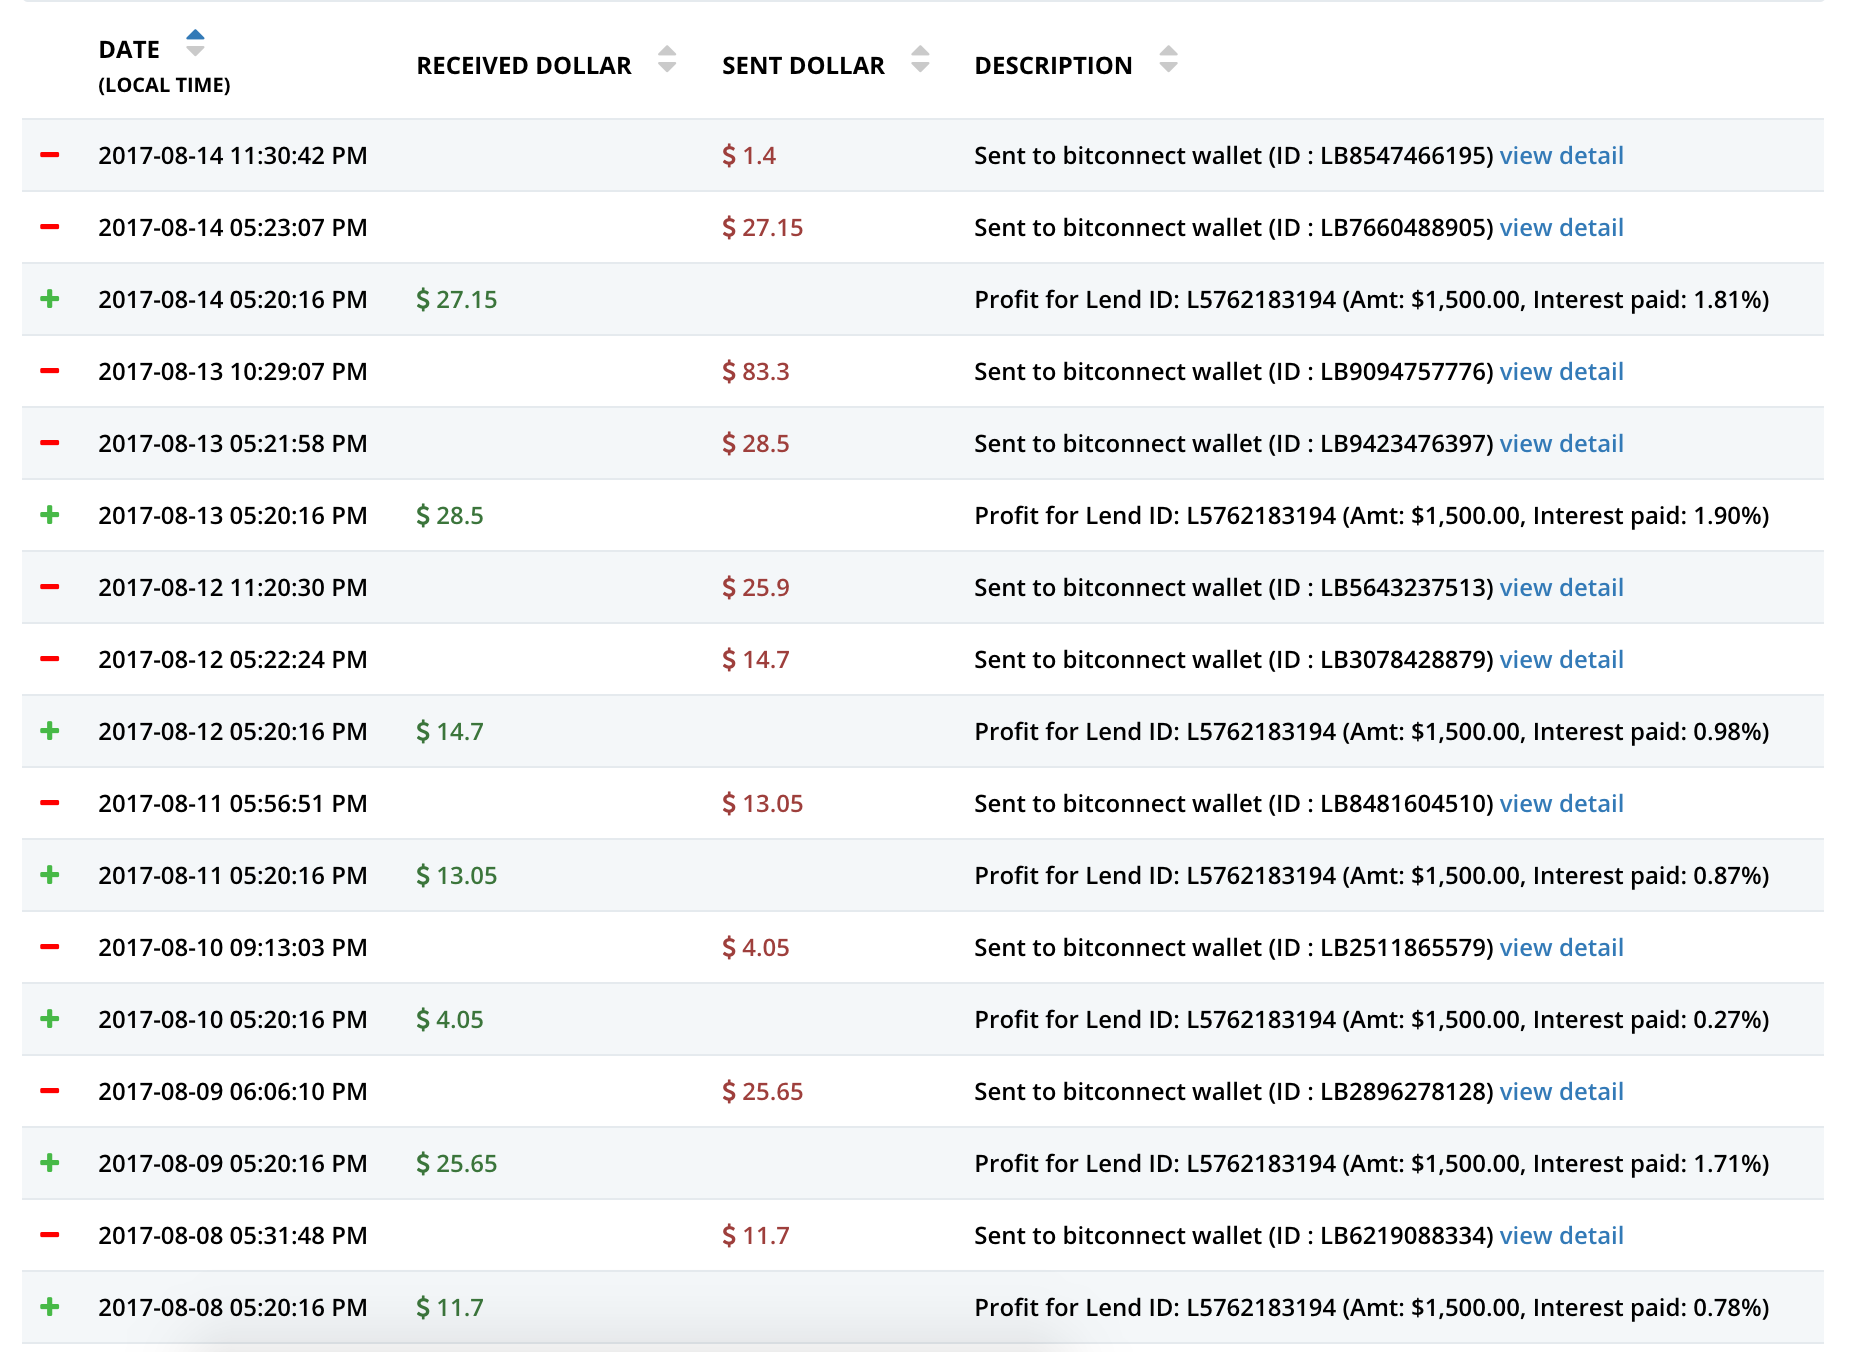 DATE
(LOCAL TIME)
RECEIVED DOLLAR
SENT DOLLAR
DESCRIPTION
2017-08-14 11:30:42 PM $ 1.4 Sent to bitconnect wallet (ID : LB8547466195) view detail
2017-08-14 05:23:07 PM $ 27.15 Sent to bitconnect wallet (ID : LB7660488905) view detail
2017-08-14 05:20:16 PM $ 27.15 Profit for Lend ID: L5762183194 (Amt: $1,500.00, Interest paid: 1.81%)
2017-08-13 10:29:07 PM $ 83.3 Sent to bitconnect wallet (ID : LB9094757776) view detail
2017-08-13 05:21:58 PM $ 28.5 Sent to bitconnect wallet (ID : LB9423476397) view detail
2017-08-13 05:20:16 PM $ 28.5 Profit for Lend ID: L5762183194 (Amt: $1,500.00, Interest paid: 1.90%)
2017-08-12 11:20:30 PM $ 25.9 Sent to bitconnect wallet (ID : LB5643237513) view detail
2017-08-12 05:22:24 PM $ 14.7 Sent to bitconnect wallet (ID : LB3078428879) view detail
2017-08-12 05:20:16 PM $ 14.7 Profit for Lend ID: L5762183194 (Amt: $1,500.00, Interest paid: 0.98%)
2017-08-11 05:56:51 PM $ 13.05 Sent to bitconnect wallet (ID : LB8481604510) view detail
2017-08-11 05:20:16 PM $ 13.05 Profit for Lend ID: L5762183194 (Amt: $1,500.00, Interest paid: 0.87%)
2017-08-10 09:13:03 PM $ 4.05 Sent to bitconnect wallet (ID : LB2511865579) view detail
2017-08-10 05:20:16 PM $ 4.05 Profit for Lend ID: L5762183194 (Amt: $1,500.00, Interest paid: 0.27%)
2017-08-09 06:06:10 PM $ 25.65 Sent to bitconnect wallet (ID : LB2896278128) view detail
2017-08-09 05:20:16 PM $ 25.65 Profit for Lend ID: L5762183194 (Amt: $1,500.00, Interest paid: 1.71%)
2017-08-08 05:31:48 PM $ 11.7 Sent to bitconnect wallet (ID : LB6219088334) view detail
2017-08-08 05:20:16 PM $ 11.7 Profit for Lend ID: L5762183194 (Amt: $1,500.00, Interest paid: 0.78%)